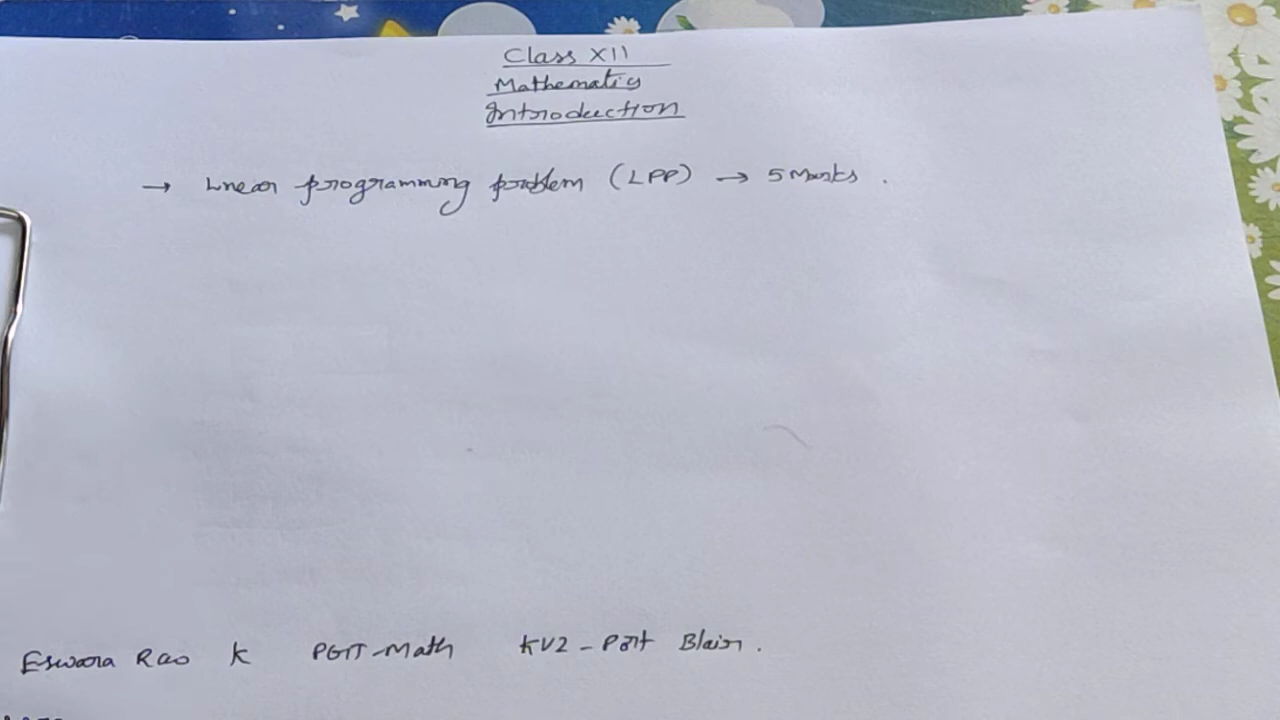 Class XII
Mathematics
Introduction
→ Linear programming problem (LPP) → 5 Marks .
Eswara Rao K PGT-Math KV2 - Port Blair .